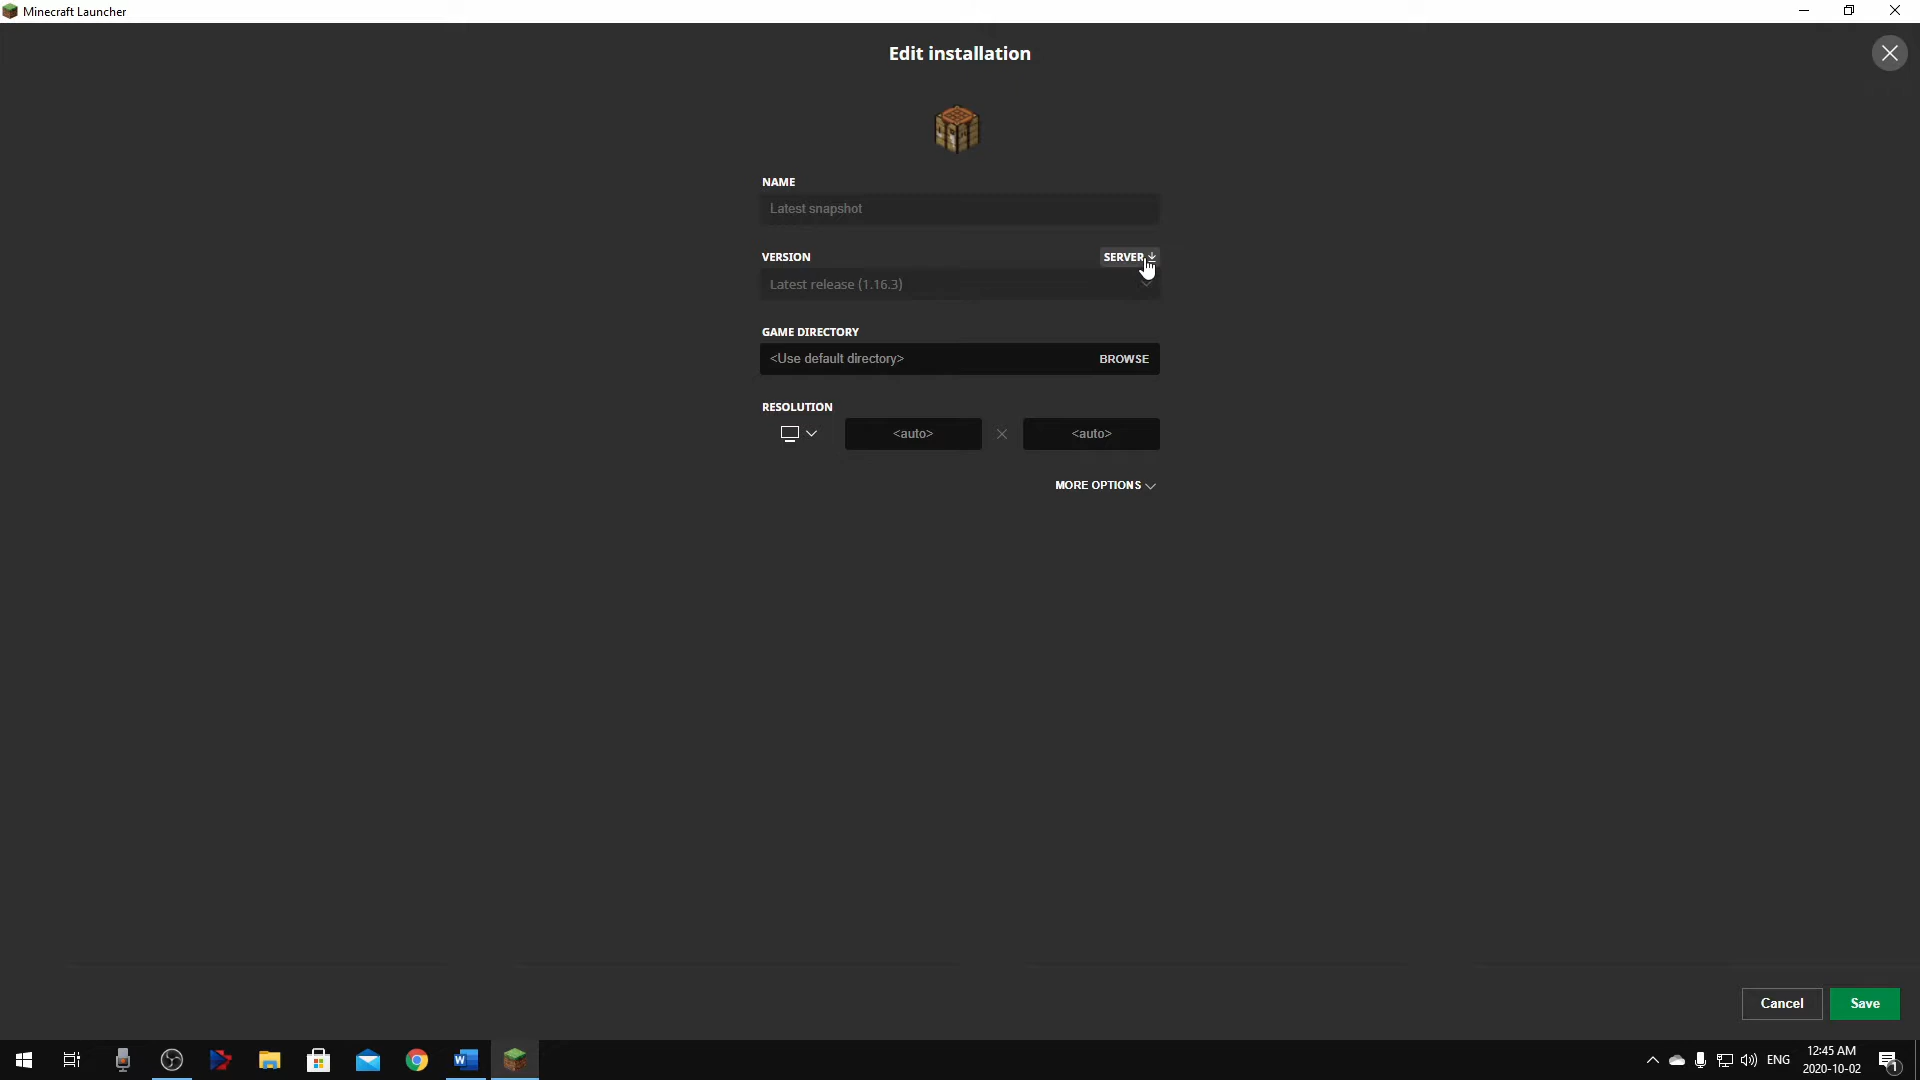 Minecraft Launcher
Edit installation
NAME
Latest snapshot
VERSION
SERVER
Latest release (1.16.3)
GAME DIRECTORY
<Use default directory>
BROWSE
RESOLUTION
<auto>
<auto>
MORE OPTIONS
Cancel
Save
ENG
12:45 AM
2020-10-02
1